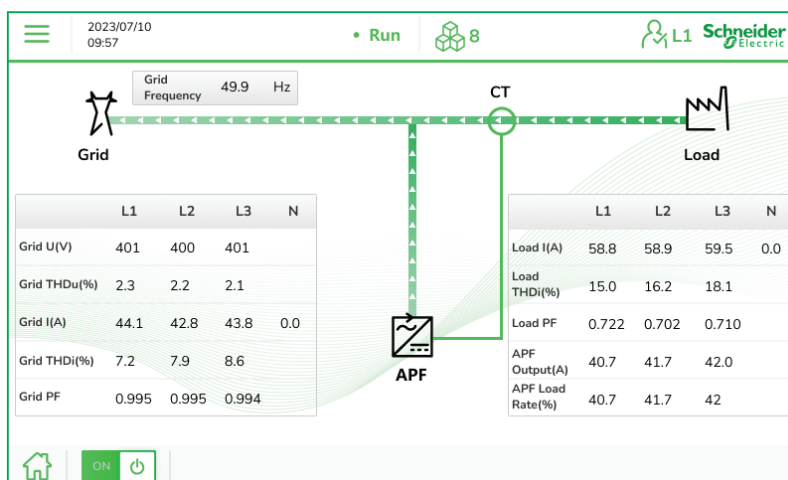 2023/07/10
09:57
• Run
8
L1
Schneider
Electric
Grid
Frequency 49.9 Hz
CT
Grid
Load
L1 L2 L3 N
Grid U(V) 401 400 401
Grid THDu(%) 2.3 2.2 2.1
Grid I(A) 44.1 42.8 43.8 0.0
Grid THDi(%) 7.2 7.9 8.6
Grid PF 0.995 0.995 0.994
APF
L1 L2 L3 N
Load I(A) 58.8 58.9 59.5 0.0
Load
THDi(%) 15.0 16.2 18.1
Load PF 0.722 0.702 0.710
APF
Output(A) 40.7 41.7 42.0
APF Load
Rate(%) 40.7 41.7 42
ON